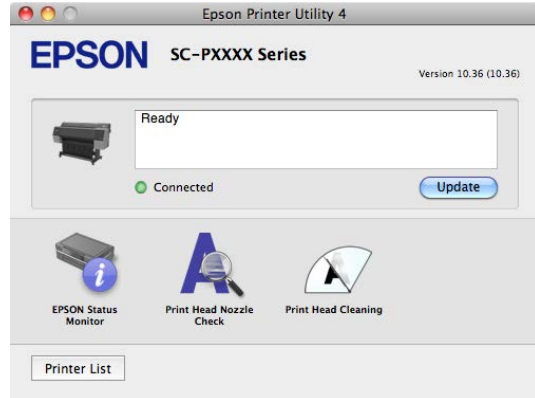 Epson Printer Utility 4
EPSON SC-PXXXX Series
Version 10.36 (10.36)
Ready
Connected
Update
EPSON Status
Monitor
Print Head Nozzle
Check
Print Head Cleaning
Printer List